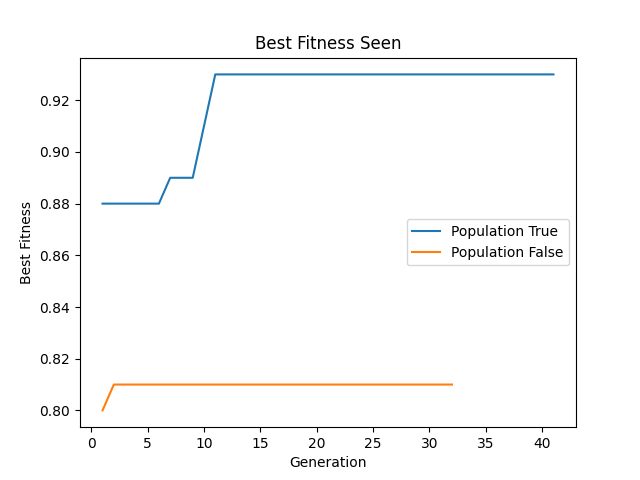 Best Fitness Seen
Best Fitness
0.92
0.90
0.88
0.86
0.84
0.82
0.80
Population True
Population False
0 5 10 15 20 25 30 35 40
Generation